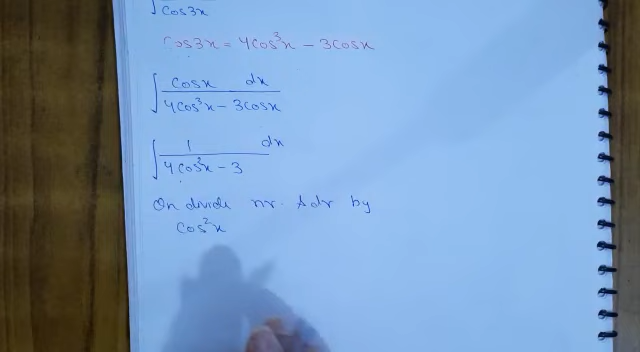 ∫ cos3x
cos3x = 4cos³x − 3cosx
∫ cosx dx / 4cos³x − 3cosx
∫ 1 dx / 4cos²x − 3
On divide nr. & dr by
cos²x